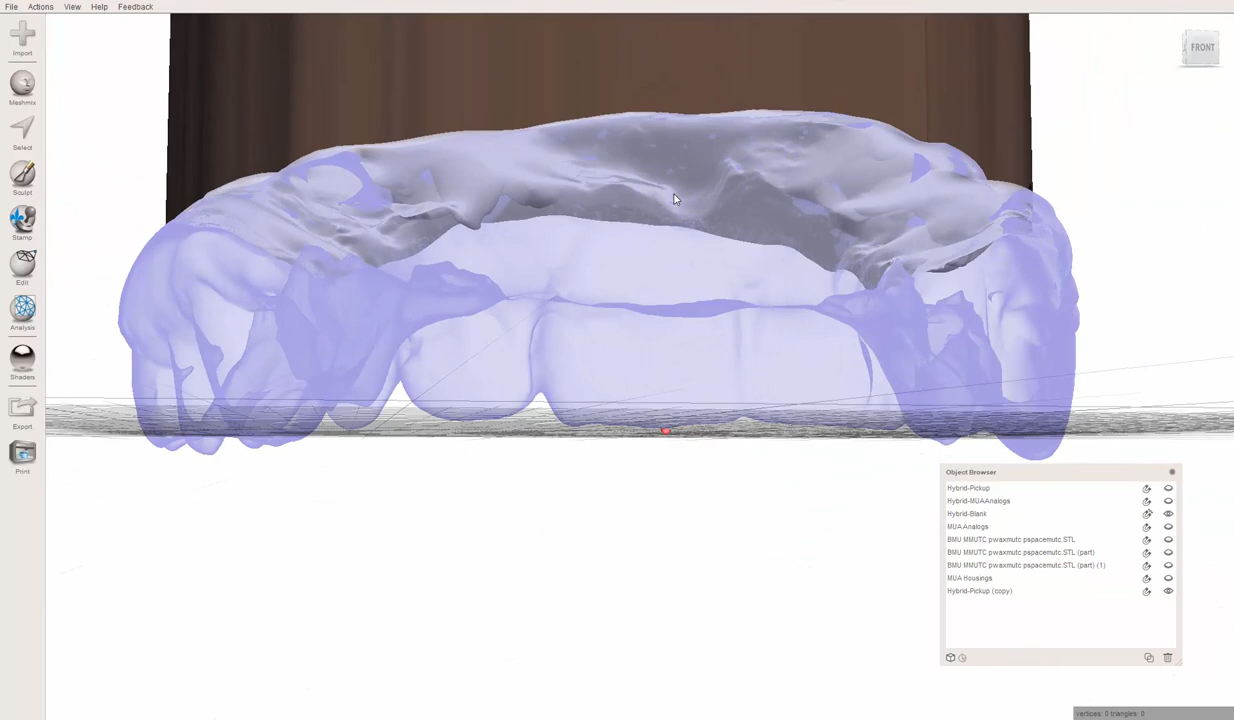 File Actions View Help Feedback
Import
Meshmix
Select
Sculpt
Stamp
Edit
Analysis
Shaders
Export
Print
FRONT
Object Browser
Hybrid-Pickup
Hybrid-MUAAnalogs
Hybrid-Blank
MUAAnalogs
BMU MMUTC pwaxmutc pspacemutc.STL
BMU MMUTC pwaxmutc pspacemutc.STL (part)
BMU MMUTC pwaxmutc pspacemutc.STL (part) (1)
MUA Housings
Hybrid-Pickup (copy)
vertices: 0 triangles: 0